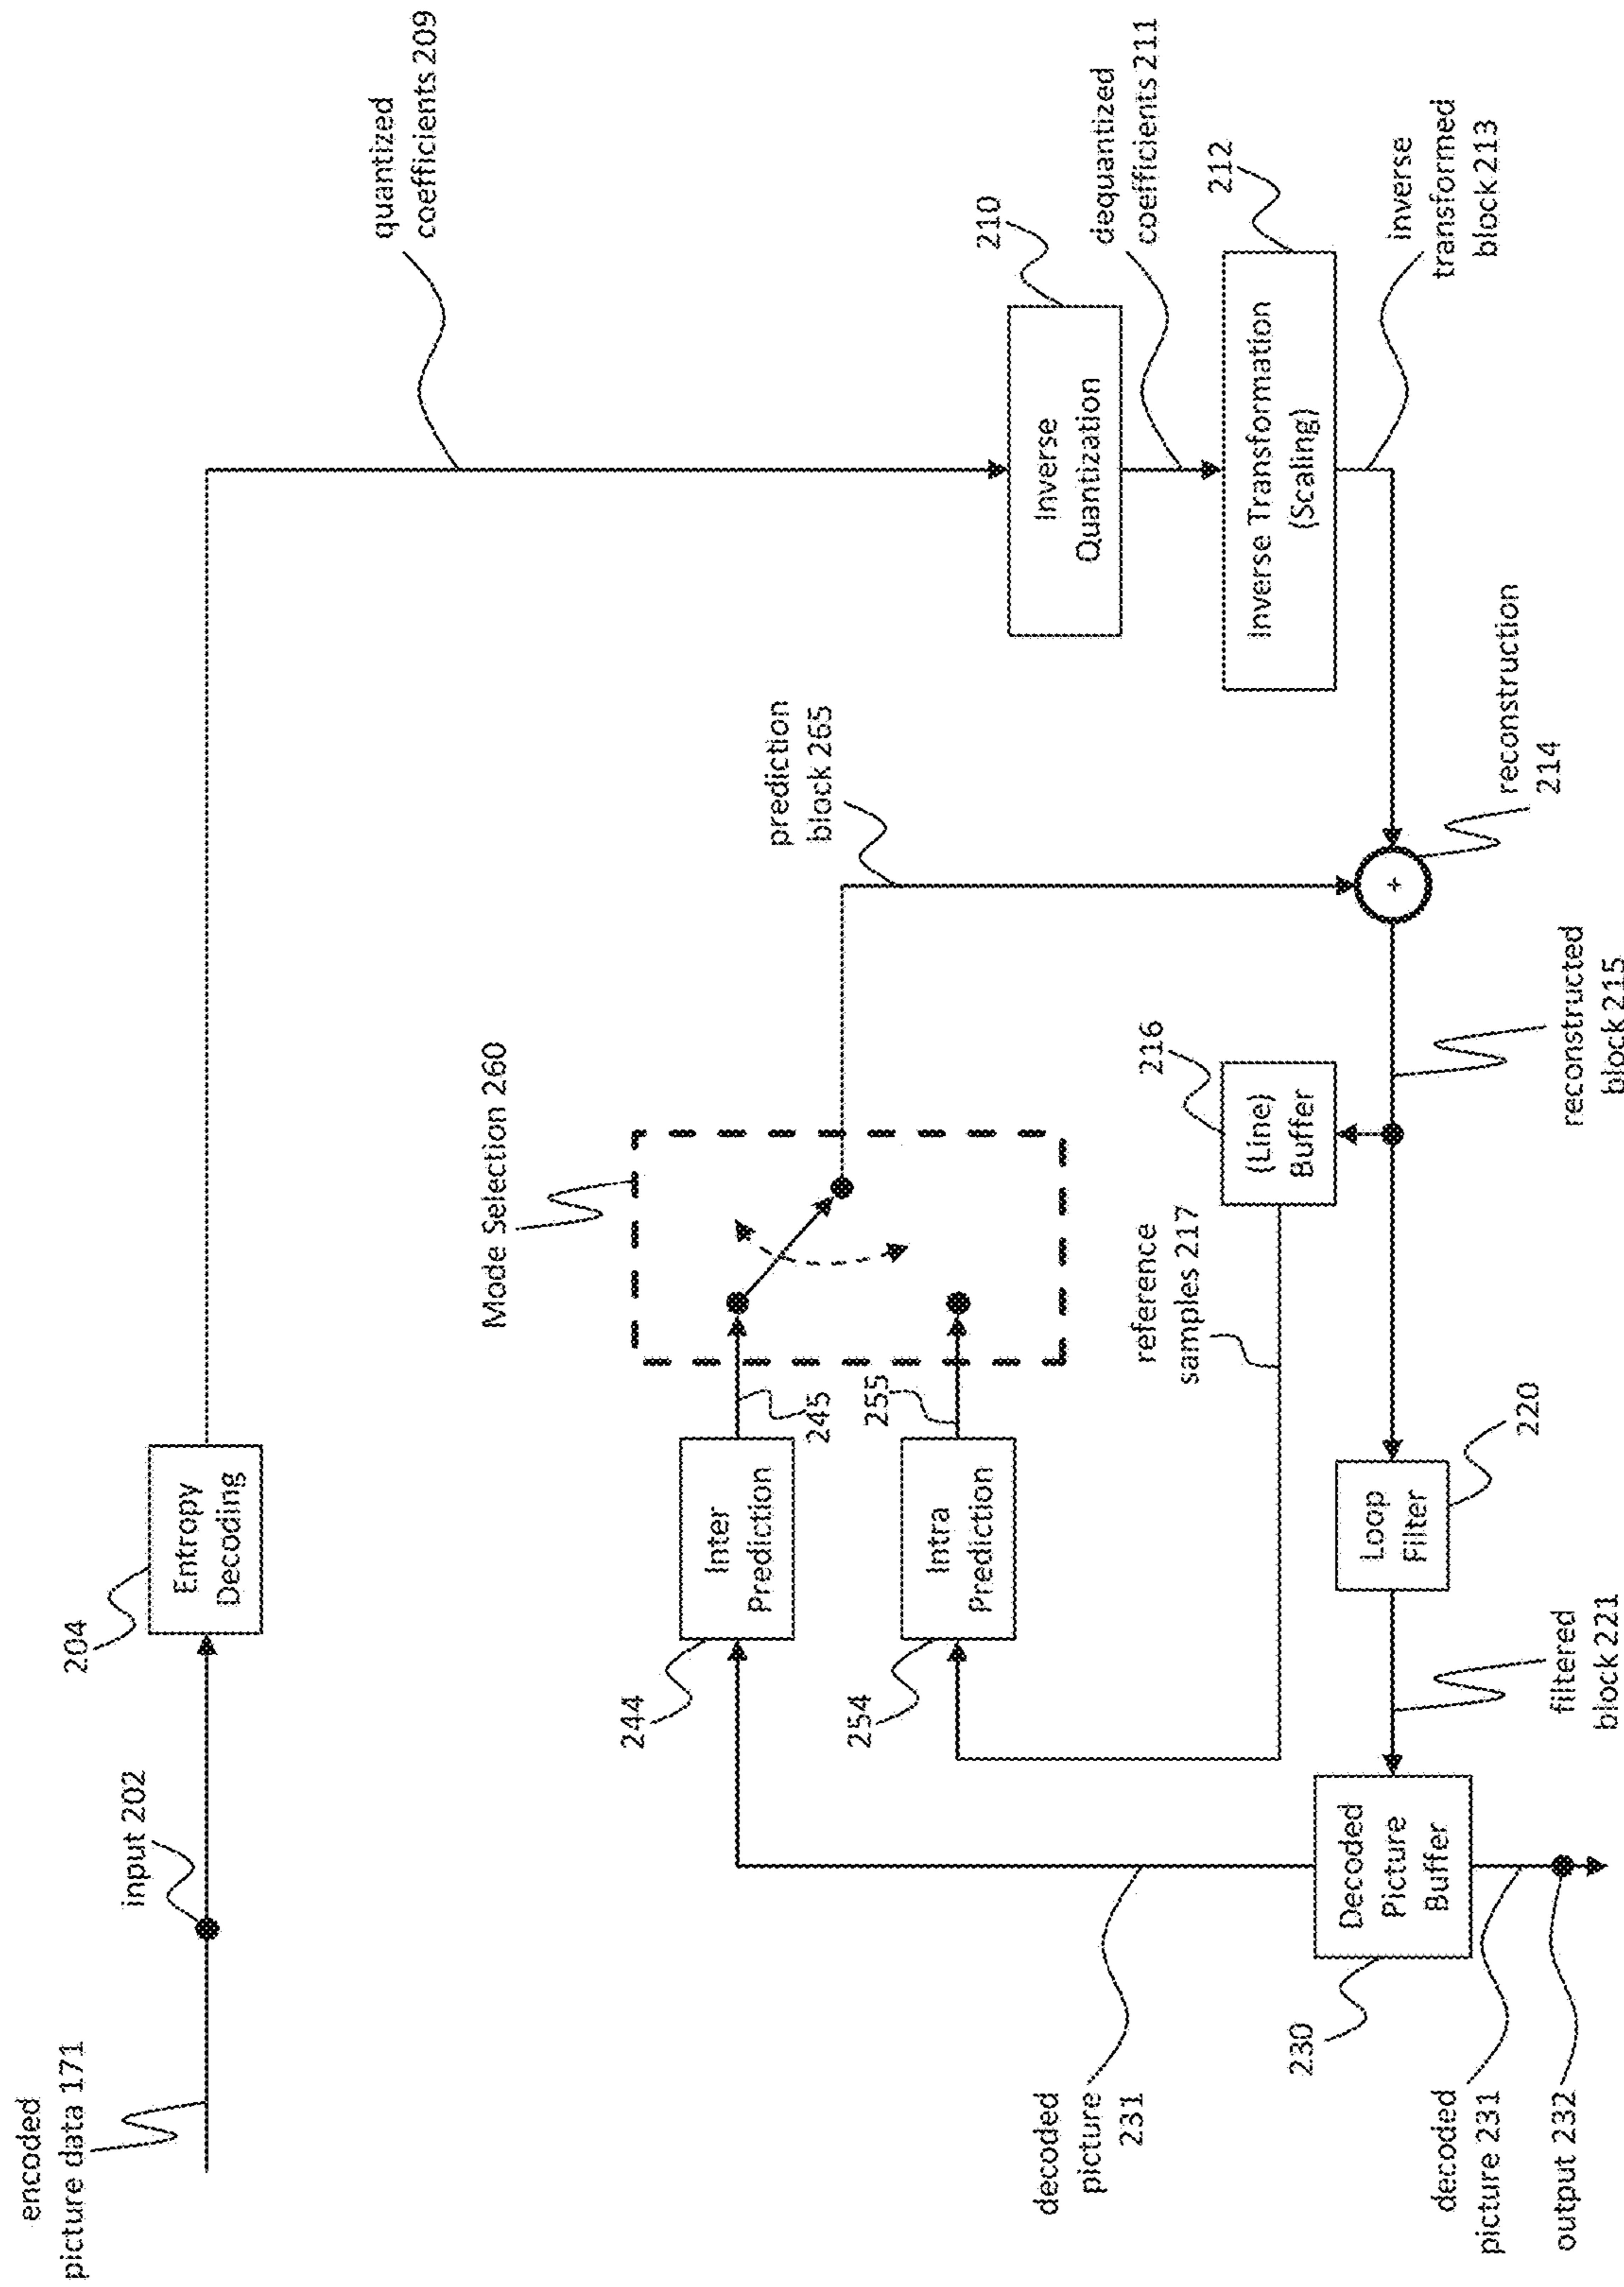 encoded
picture data 171
input 202
204
Entropy
Decoding
quantized
coefficients 209
Mode Selection 260
244
Inter
Prediction
245
254
Intra
Prediction
255
prediction
block 265
210
Inverse
Quantization
dequantized
coefficients 211
212
Inverse Transformation
(Scaling)
inverse
transformed
block 213
reconstruction
214
reconstructed
block 215
216
(Line)
Buffer
reference
samples 217
220
Loop
Filter
filtered
block 221
230
Decoded
Picture
Buffer
decoded
picture
231
decoded
picture 231
output 232
+